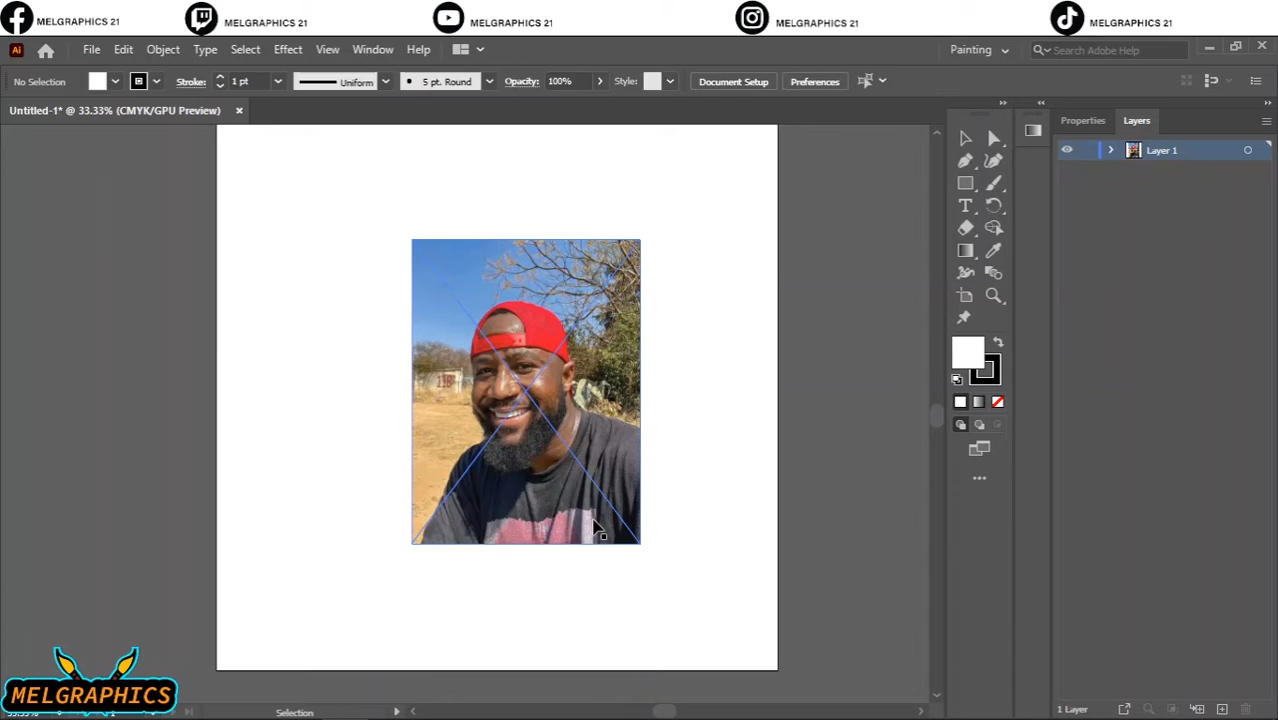 MELGRAPHICS 21
MELGRAPHICS 21
MELGRAPHICS 21
MELGRAPHICS 21
MELGRAPHICS 21
Ai File Edit Object Type Select Effect View Window Help Painting Search Adobe Help
No Selection Stroke: 1 pt Uniform 5 pt. Round Opacity: 100% Style: Document Setup Preferences
Untitled-1* @ 33.33% (CMYK/GPU Preview)
Properties Layers
Layer 1
MELGRAPHICS
Selection
1 Layer